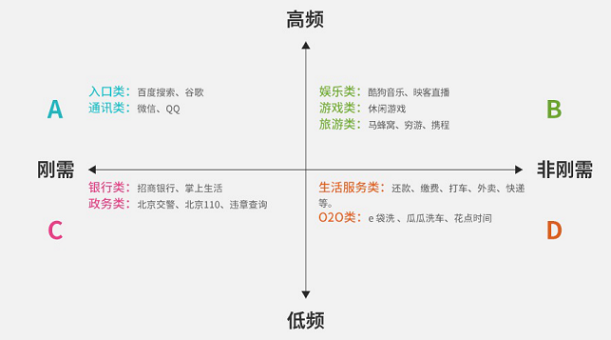 高频
入口类：百度搜索、谷歌
A
通讯类：微信、QQ
娱乐类：酷狗音乐、映客直播
游戏类：休闲游戏
B
旅游类：马蜂窝、穷游、携程
刚需
非刚需
银行类：招商银行、掌上生活
政务类：北京交警、北京110、违章查询
C
生活服务类：还款、缴费、打车、外卖、快递
等。
O2O类：e 袋洗 、瓜瓜洗车、花点时间
D
低频